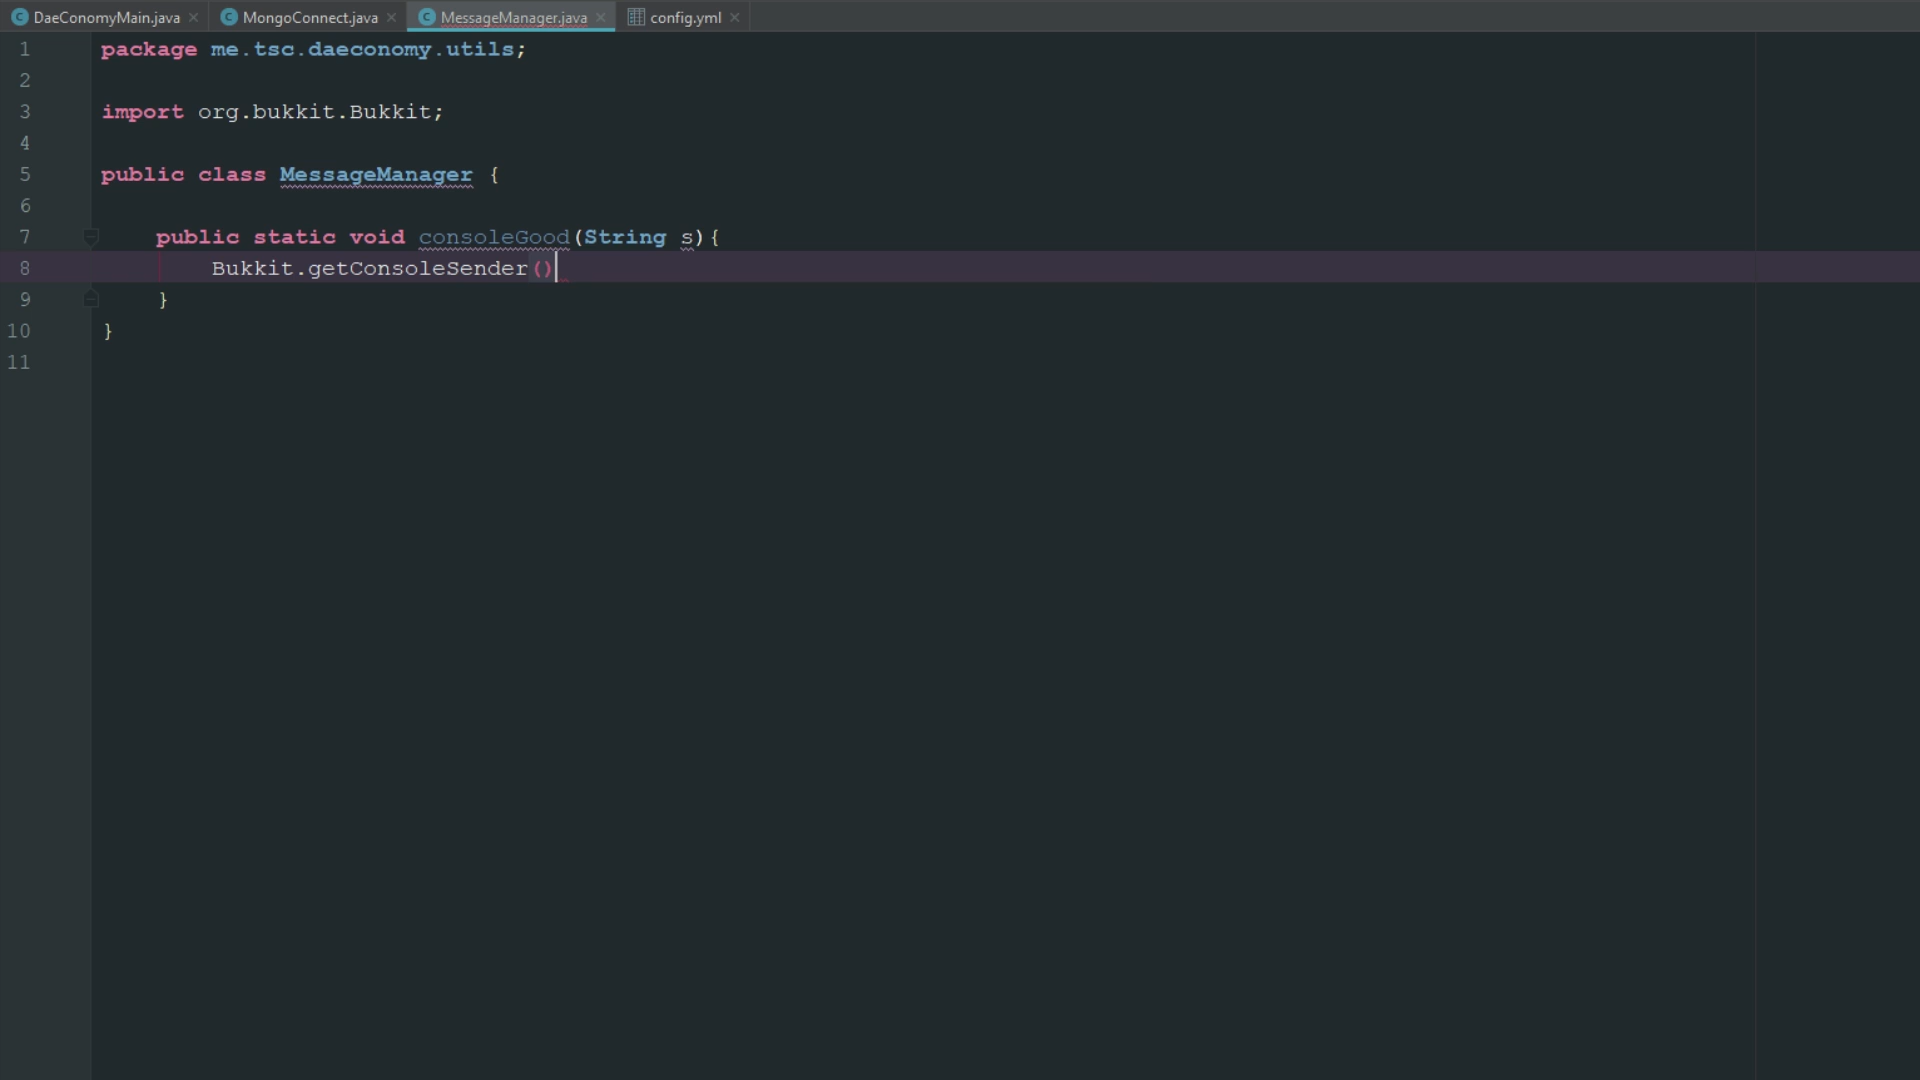 DaeConomyMain.java MongoConnect.java MessageManager.java config.yml
1 package me.tsc.daeconomy.utils;
2
3 import org.bukkit.Bukkit;
4
5 public class MessageManager {
6
7 public static void consoleGood(String s){
8 Bukkit.getConsoleSender()
9 }
10 }
11